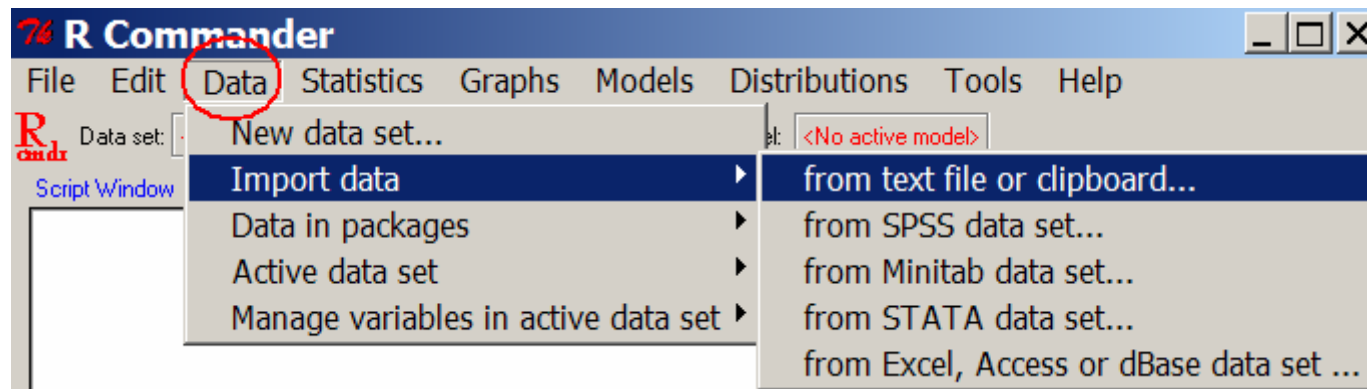 R Commander
File Edit Data Statistics Graphs Models Distributions Tools Help
R cmdr Data set: New data set... el: <No active model>
Script Window Import data from text file or clipboard...
Data in packages from SPSS data set...
Active data set from Minitab data set...
Manage variables in active data set from STATA data set...
from Excel, Access or dBase data set ...